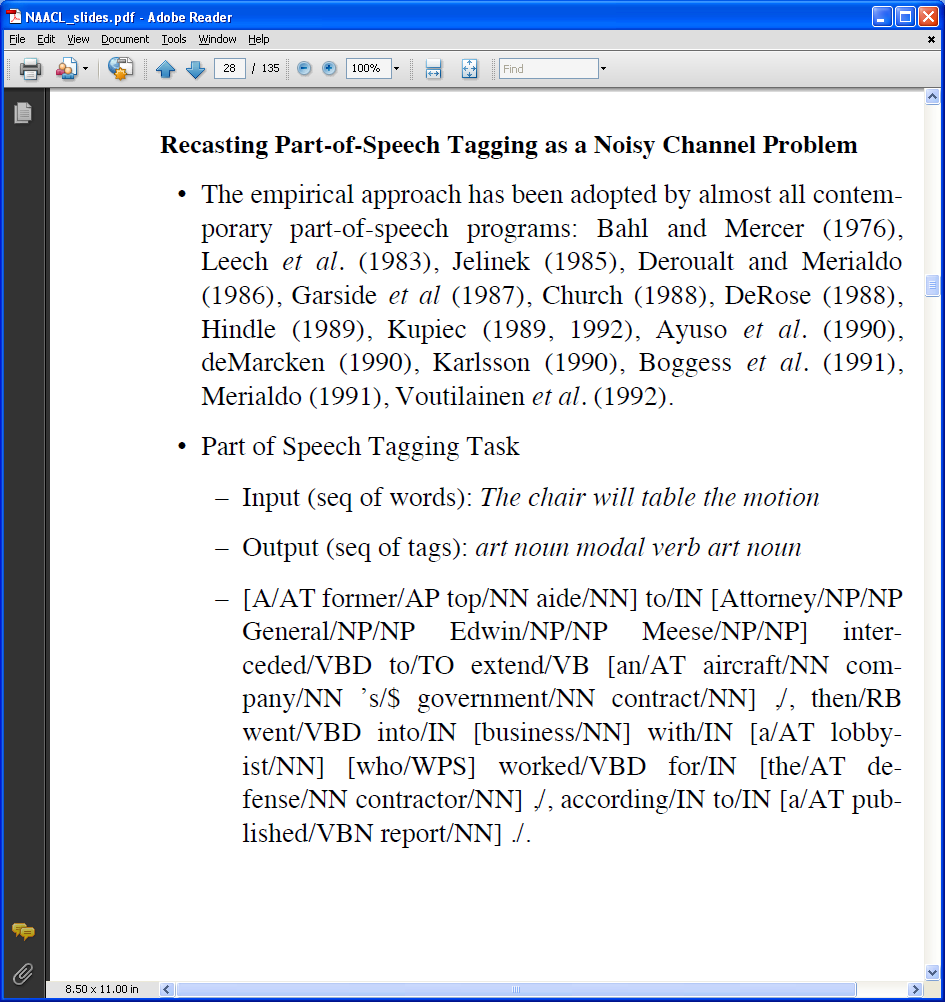 NAACL_slides.pdf - Adobe Reader
File Edit View Document Tools Window Help
28 / 135 100% Find
Recasting Part-of-Speech Tagging as a Noisy Channel Problem
• The empirical approach has been adopted by almost all contem-
porary part-of-speech programs: Bahl and Mercer (1976),
Leech et al. (1983), Jelinek (1985), Deroualt and Merialdo
(1986), Garside et al (1987), Church (1988), DeRose (1988),
Hindle (1989), Kupiec (1989, 1992), Ayuso et al. (1990),
deMarcken (1990), Karlsson (1990), Boggess et al. (1991),
Merialdo (1991), Voutilainen et al. (1992).
• Part of Speech Tagging Task
– Input (seq of words): The chair will table the motion
– Output (seq of tags): art noun modal verb art noun
– [A/AT former/AP top/NN aide/NN] to/IN [Attorney/NP/NP
General/NP/NP Edwin/NP/NP Meese/NP/NP] inter-
ceded/VBD to/TO extend/VB [an/AT aircraft/NN com-
pany/NN ’s/$ government/NN contract/NN] ,/, then/RB
went/VBD into/IN [business/NN] with/IN [a/AT lobby-
ist/NN] [who/WPS] worked/VBD for/IN [the/AT de-
fense/NN contractor/NN] ,/, according/IN to/IN [a/AT pub-
lished/VBN report/NN] ./.
8.50 x 11.00 in